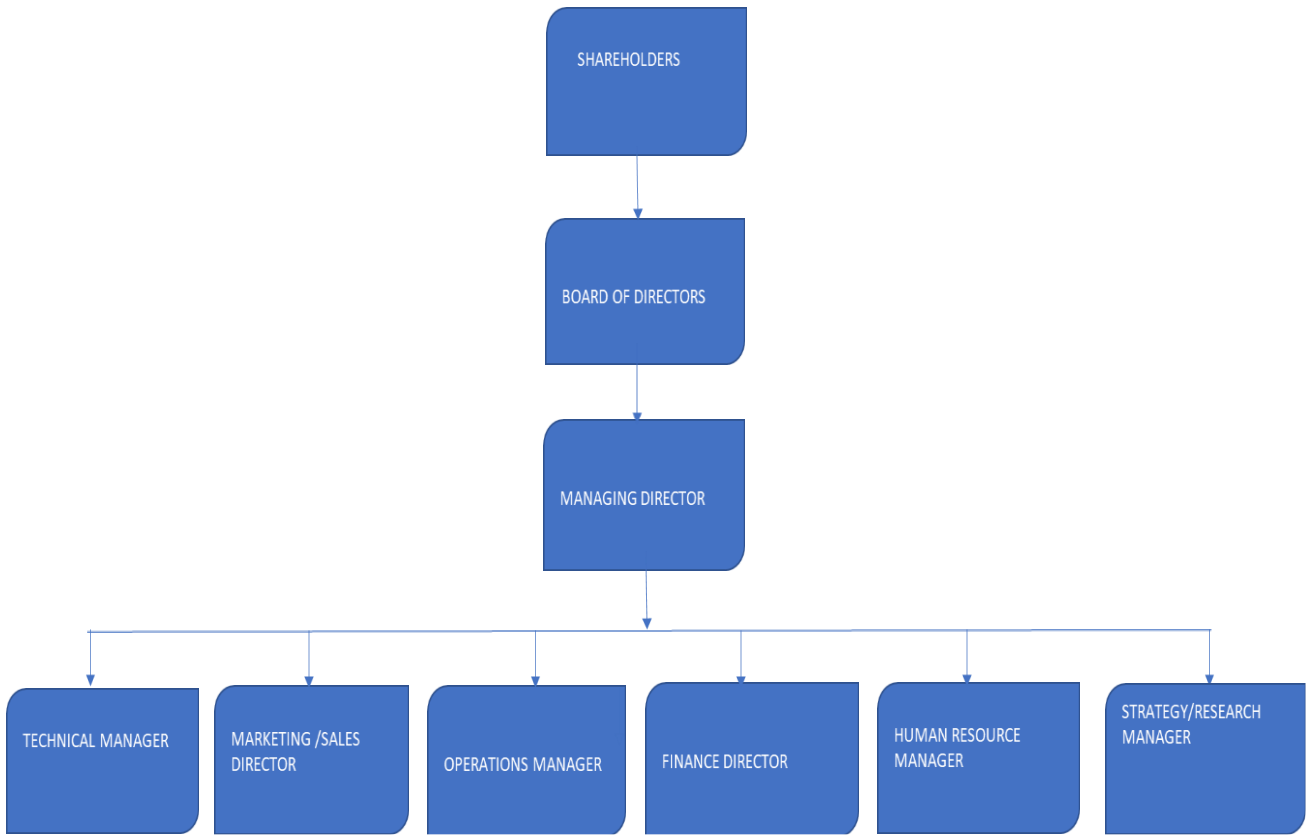 SHAREHOLDERS
BOARD OF DIRECTORS
MANAGING DIRECTOR
TECHNICAL MANAGER
MARKETING /SALES
DIRECTOR
OPERATIONS MANAGER
FINANCE DIRECTOR
HUMAN RESOURCE
MANAGER
STRATEGY/RESEARCH
MANAGER